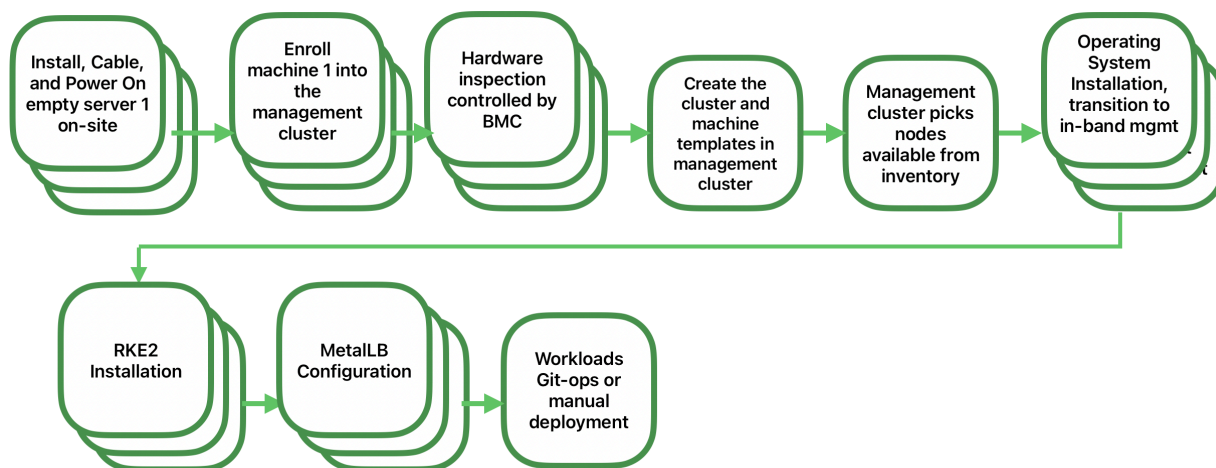 Install, Cable,
and Power On
empty server 1
on-site
Enroll
machine 1 into
the
management
cluster
Hardware
inspection
controlled by
BMC
Create the
cluster and
machine
templates in
management
cluster
Management
cluster picks
nodes
available from
inventory
Operating
System
Installation,
transition to
in-band mgmt
RKE2
Installation
MetalLB
Configuration
Workloads
Git-ops or
manual
deployment